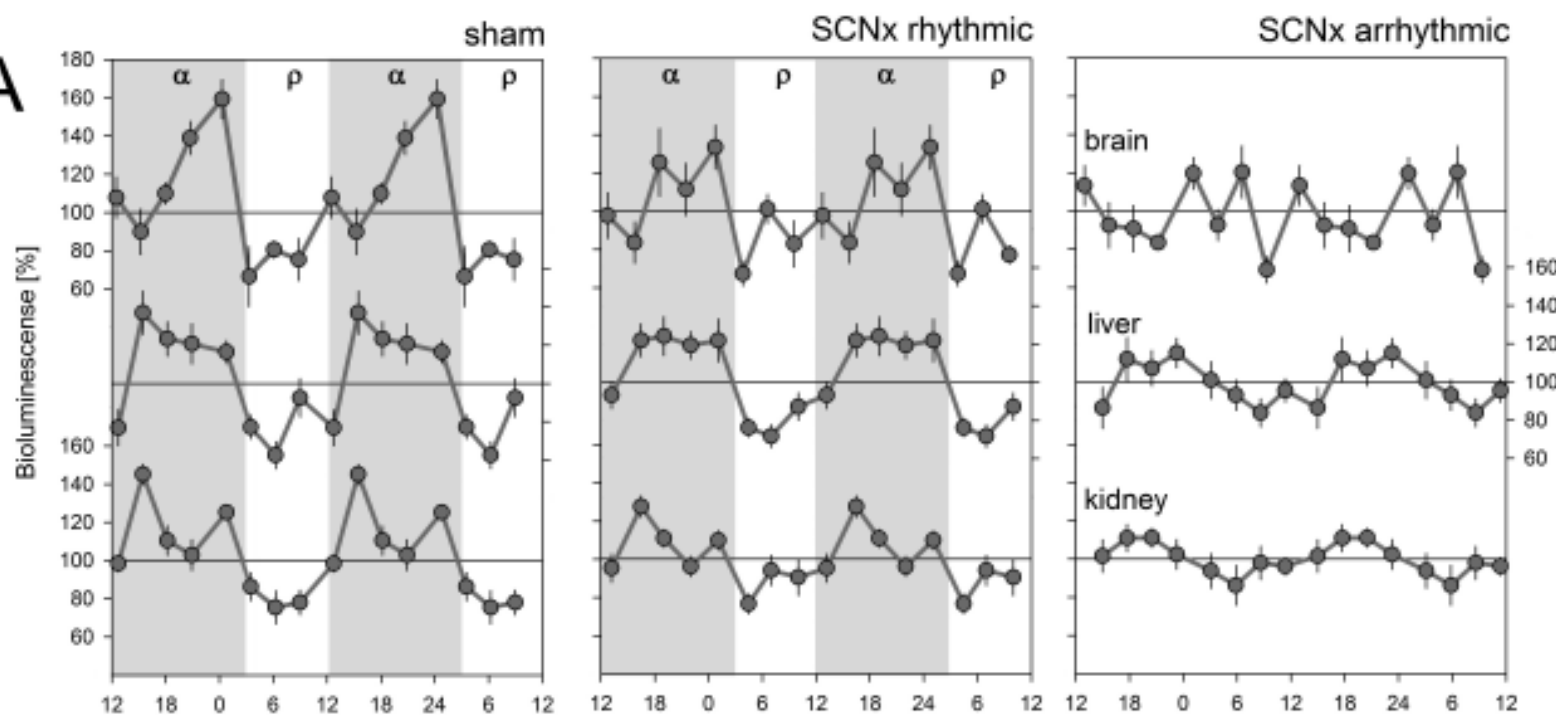 A
sham
SCNx rhythmic
SCNx arrhythmic
α ρ α ρ
α ρ α ρ
Bioluminescense [%]
180
160
140
120
100
80
60
160
140
120
100
80
60
brain
liver
kidney
160
140
120
100
80
60
12 18 0 6 12 18 24 6 12
12 18 0 6 12 18 24 6 12
12 18 0 6 12 18 24 6 12